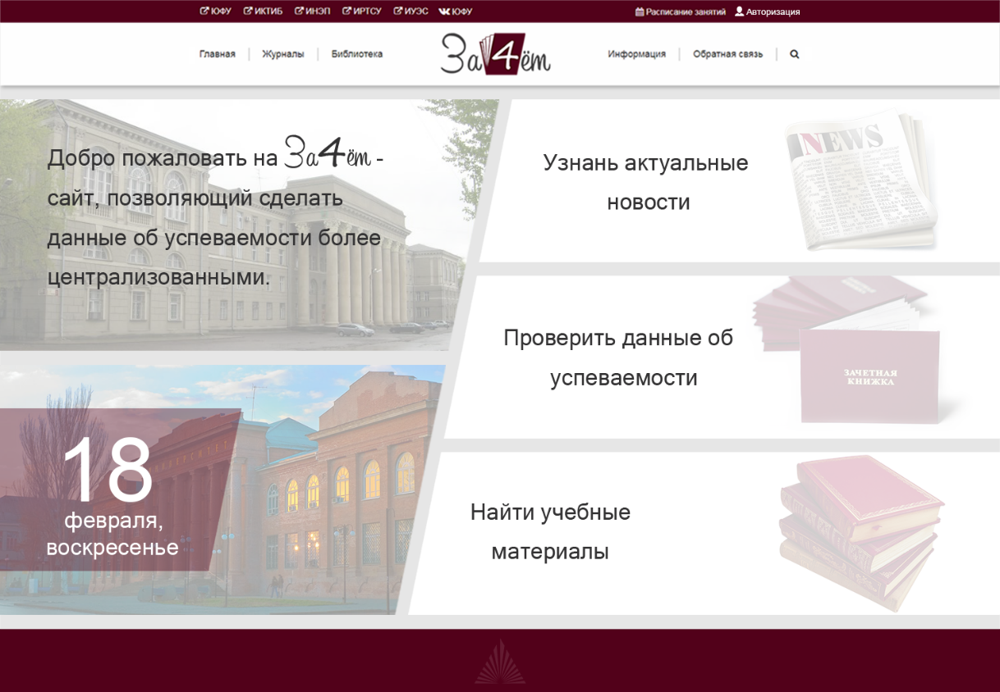 ЮФУ ИКТИБ ИНЭП ИРТСУ ИУЭС ЮФУ Расписание занятий Авторизация
Главная | Журналы | Библиотека За4ёт Информация | Обратная связь |
Добро пожаловать на За4ёт -
сайт, позволяющий сделать
данные об успеваемости более
централизованными.
Узнань актуальные
новости
NEWS
Проверить данные об
успеваемости
ЗАЧЕТНАЯ
КНИЖКА
18
февраля,
воскресенье
Найти учебные
материалы